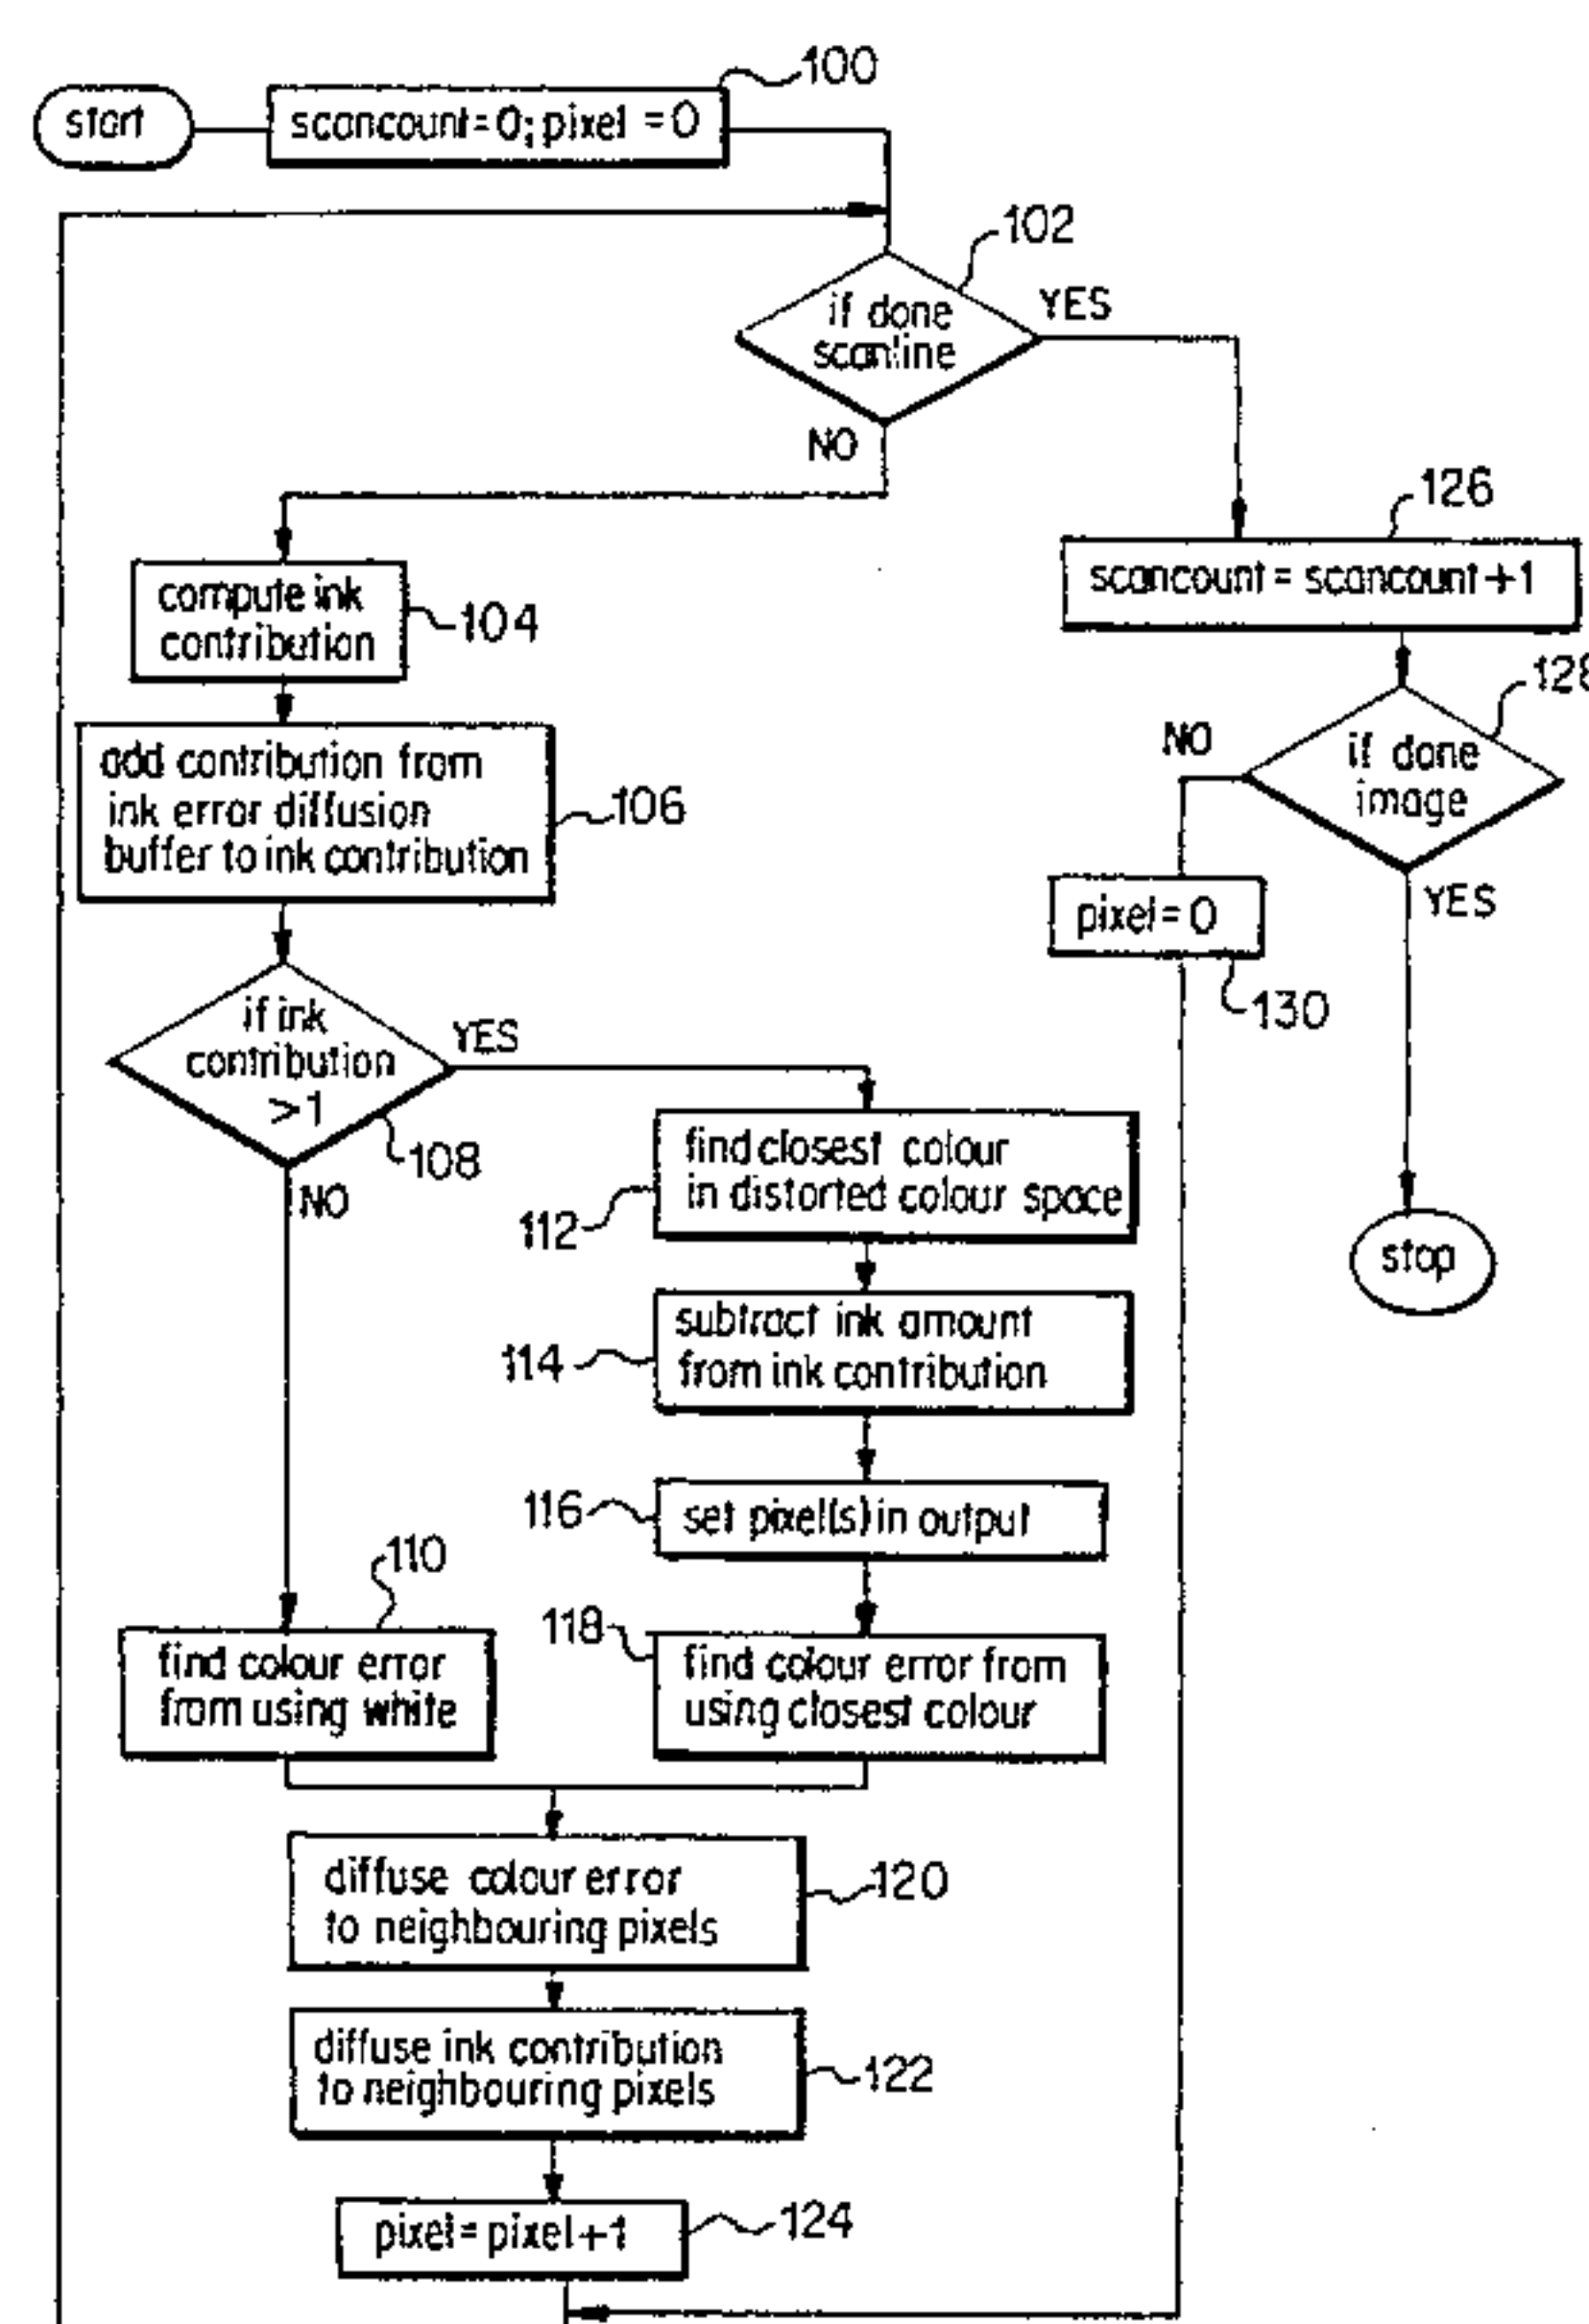 start
scancount=0; pixel =0
100
102
if done
scanline
YES
NO
126
scancount = scancount +1
compute ink
contribution
104
128
if done
image
NO
YES
add contribution from
ink error diffusion
buffer to ink contribution
106
pixel = 0
130
if ink
contribution
>1
YES
108
NO
find closest colour
in distorted colour space
112
stop
subtract ink amount
from ink contribution
114
set pixel(s) in output
116
110
find colour error
from using white
118
find colour error from
using closest colour
diffuse colour error
to neighbouring pixels
120
diffuse ink contribution
to neighbouring pixels
122
pixel = pixel +1
124